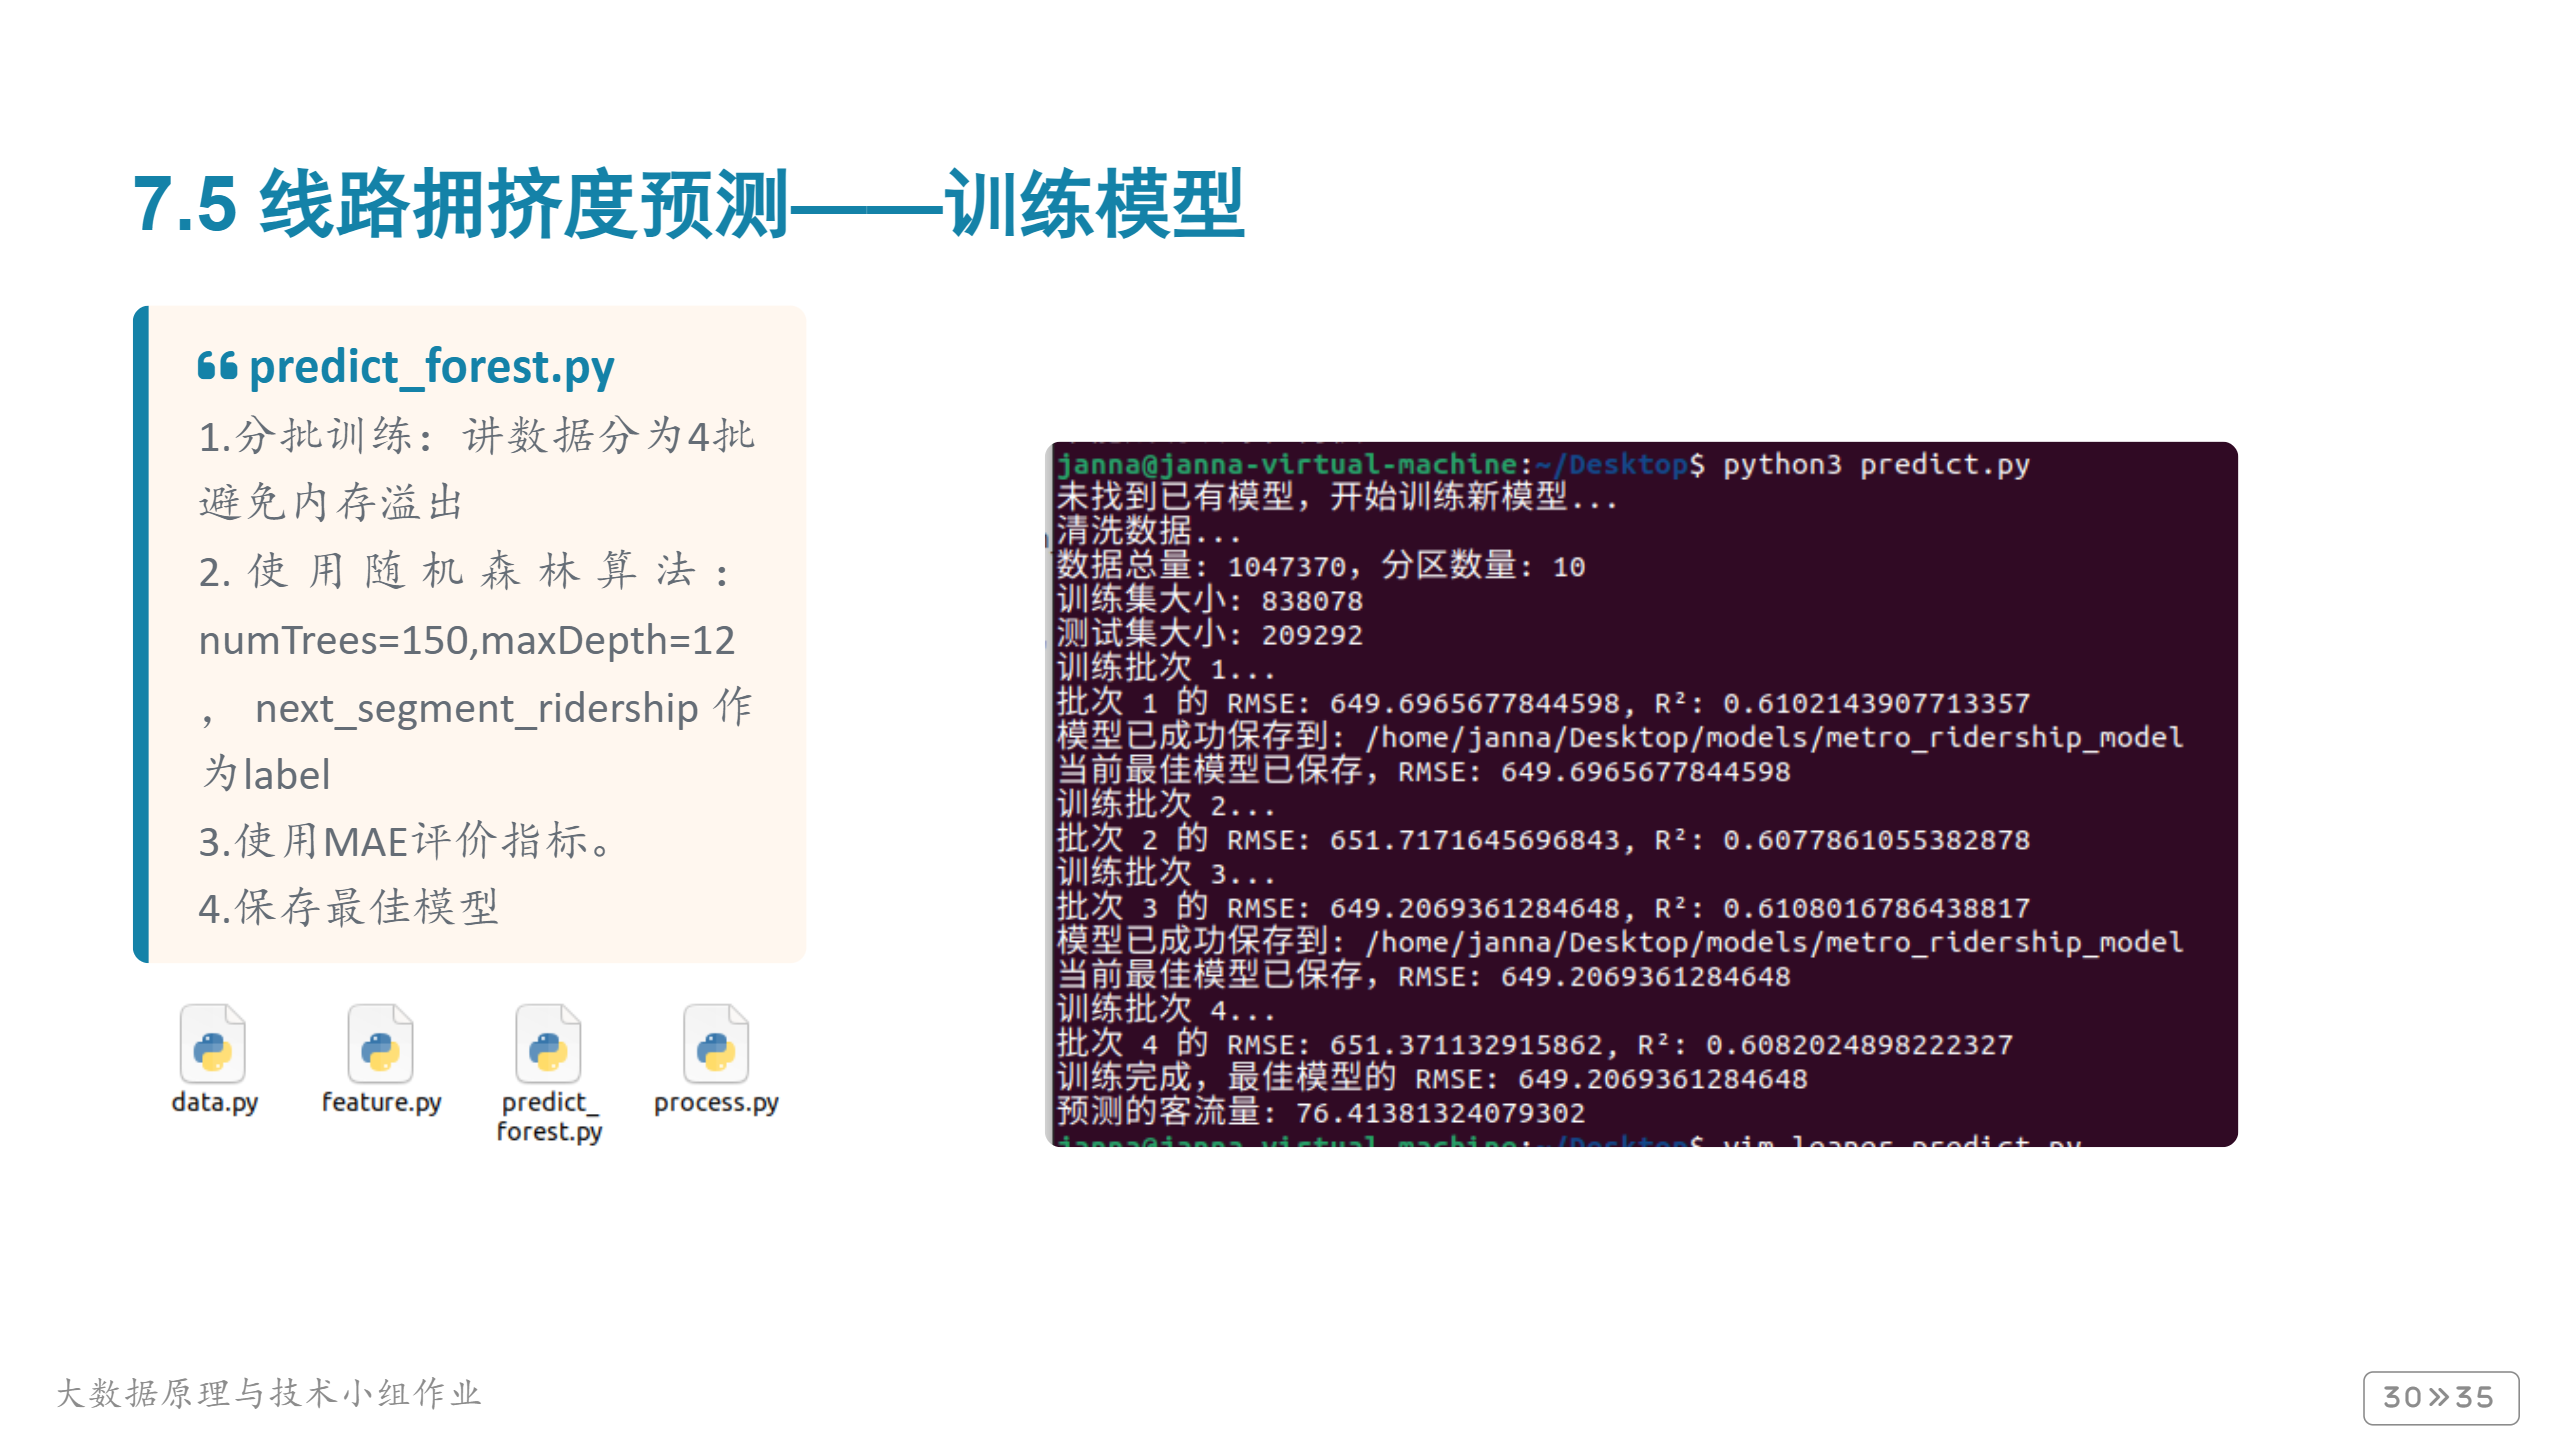 7.5 线路拥挤度预测——训练模型
predict_forest.py
1.分批训练：讲数据分为4批
避免内存溢出
2. 使用随机森林算法：
numTrees=150,maxDepth=12
， next_segment_ridership 作
为label
3.使用MAE评价指标。
4.保存最佳模型
data.py
feature.py
predict_
forest.py
process.py
janna@janna-virtual-machine:~/Desktop$ python3 predict.py
未找到已有模型，开始训练新模型...
清洗数据...
数据总量: 1047370，分区数量: 10
训练集大小: 838078
测试集大小: 209292
训练批次 1...
批次 1 的 RMSE: 649.6965677844598, R²: 0.6102143907713357
模型已成功保存到: /home/janna/Desktop/models/metro_ridership_model
当前最佳模型已保存，RMSE: 649.6965677844598
训练批次 2...
批次 2 的 RMSE: 651.7171645696843, R²: 0.6077861055382878
训练批次 3...
批次 3 的 RMSE: 649.2069361284648, R²: 0.6108016786438817
模型已成功保存到: /home/janna/Desktop/models/metro_ridership_model
当前最佳模型已保存，RMSE: 649.2069361284648
训练批次 4...
批次 4 的 RMSE: 651.371132915862, R²: 0.6082024898222327
训练完成，最佳模型的 RMSE: 649.2069361284648
预测的客流量: 76.41381324079302
janna@janna-virtual-machine:~/Desktop$ vim predict.py
大数据原理与技术小组作业
30»35